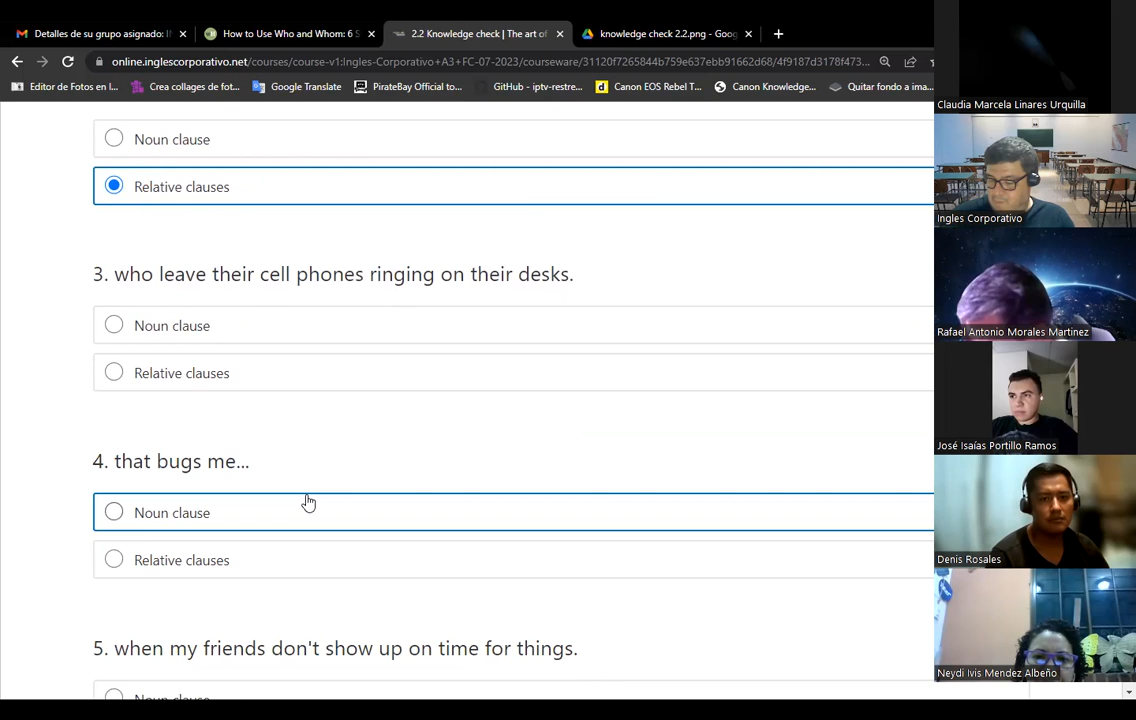 Detalles de su grupo asignado: I
How to Use Who and Whom: 6 S
2.2 Knowledge check | The art of
knowledge check 2.2.png - Goog
online.inglescorporativo.net/courses/course-v1:Ingles-Corporativo+A3+FC-07-2023/courseware/31120f7265844b759e637ebb91662d68/4f9187d3178f473...
Editor de Fotos en l...
Crea collages de fot...
Google Translate
PirateBay Official to...
GitHub - iptv-restre...
Canon EOS Rebel T...
Canon Knowledge...
Quitar fondo a ima...
Noun clause
Relative clauses
3. who leave their cell phones ringing on their desks.
Noun clause
Relative clauses
4. that bugs me...
Noun clause
Relative clauses
5. when my friends don't show up on time for things.
Noun clause
Claudia Marcela Linares Urquilla
Ingles Corporativo
Rafael Antonio Morales Martinez
José Isaías Portillo Ramos
Denis Rosales
Neydi Ivis Mendez Albeño